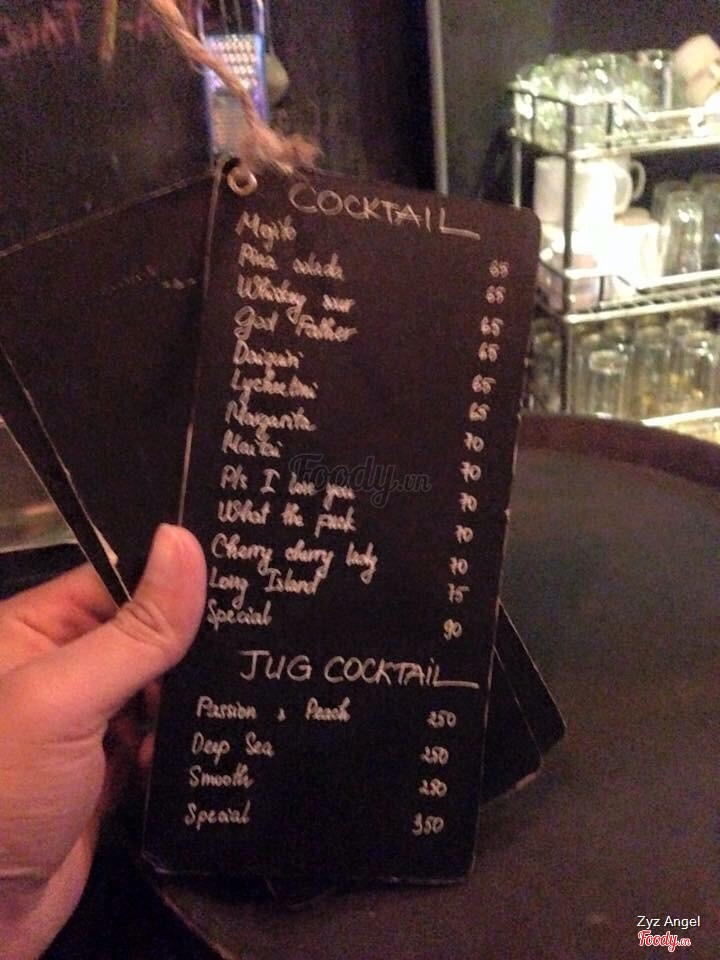 COCKTAIL
Mojito 65
Pina colada 65
Whiskey sour 65
God Father 65
Daiquiri 65
Lycheetini 65
Margarita 70
Maitai 70
P/s I love you 70
What the fuck 70
Cherry cherry lady 70
Long Island 75
Special 90
JUG COCKTAIL
Passion & Peach 250
Deep Sea 250
Smooth 280
Special 350
Foody.vn
Zyz Angel
Foody.vn